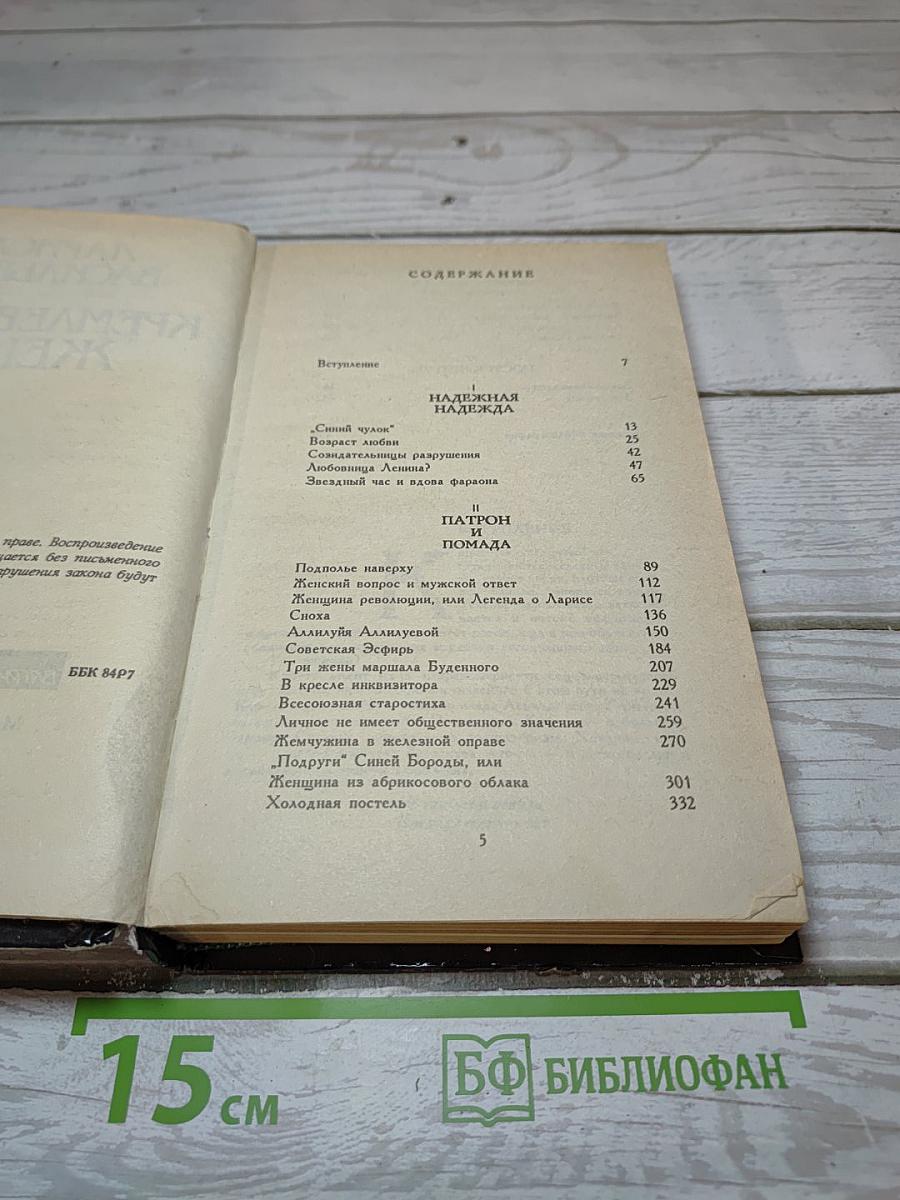 праве. Воспроизведение
щается без письменного
арушения закона будут
ББК 84Р7
СОДЕРЖАНИЕ
Вступление 7
I
НАДЕЖНАЯ
НАДЕЖДА
„Синий чулок“ 13
Возраст любви 25
Созидательницы разрушения 42
Любовница Ленина? 47
Звездный час и вдова фараона 65
II
ПАТРОН
И
ПОМАДА
Подполье наверху 89
Женский вопрос и мужской ответ 112
Женщина революции, или Легенда о Ларисе 117
Сноха 136
Аллилуйя Аллилуевой 150
Советская Эсфирь 184
Три жены маршала Буденного 207
В кресле инквизитора 229
Всесоюзная старостиха 241
Личное не имеет общественного значения 259
Жемчужина в железной оправе 270
„Подруги“ Синей Бороды, или
Женщина из абрикосового облака 301
Холодная постель 332
5
15 см
БФ БИБЛИОФАН